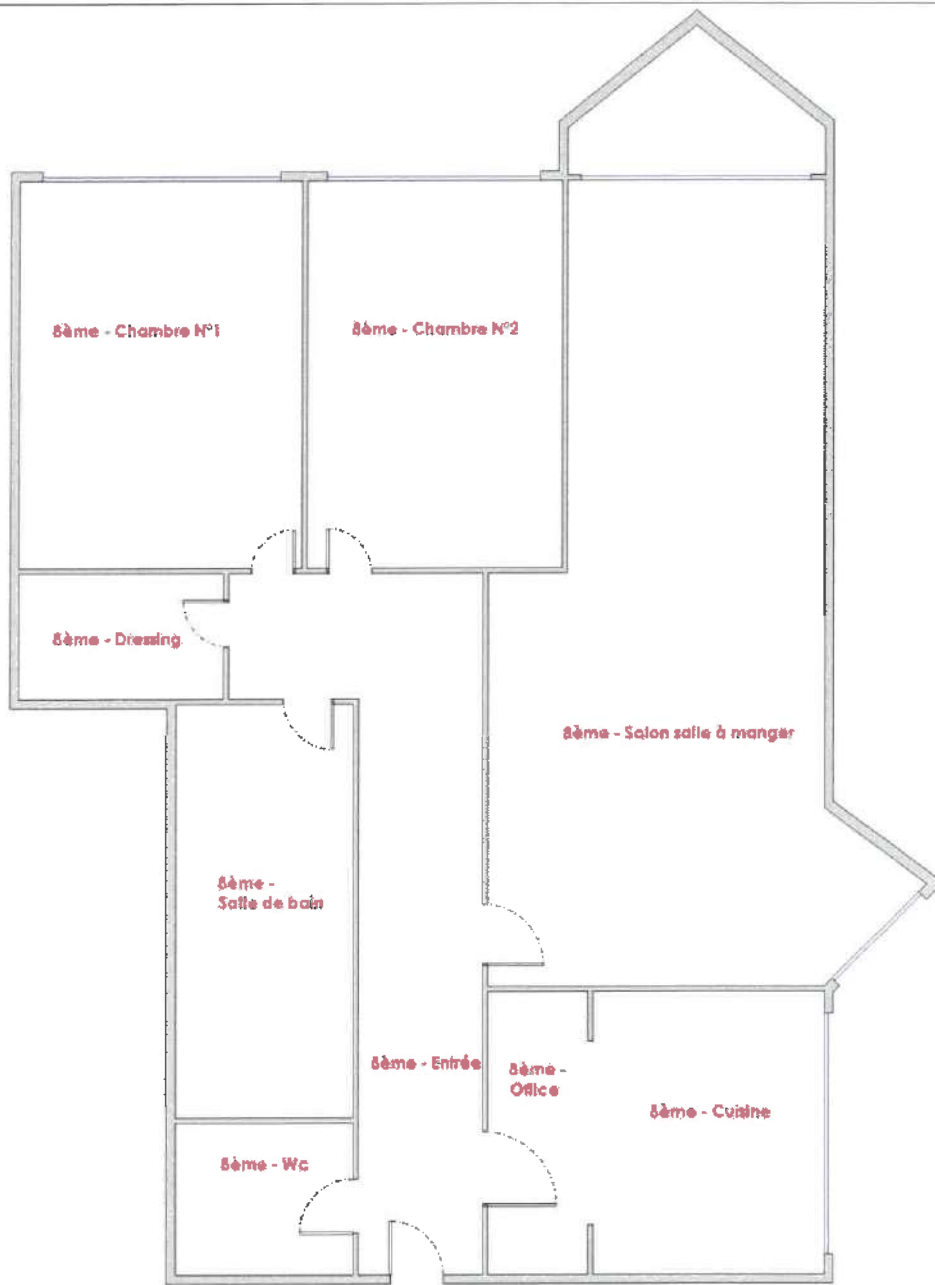 8ème - Chambre N°1
8ème - Chambre N°2
8ème - Dressing
8ème - Salon salle à manger
8ème -
Salle de bain
8ème - Entrée
8ème -
Office
8ème - Cuisine
8ème - Wc